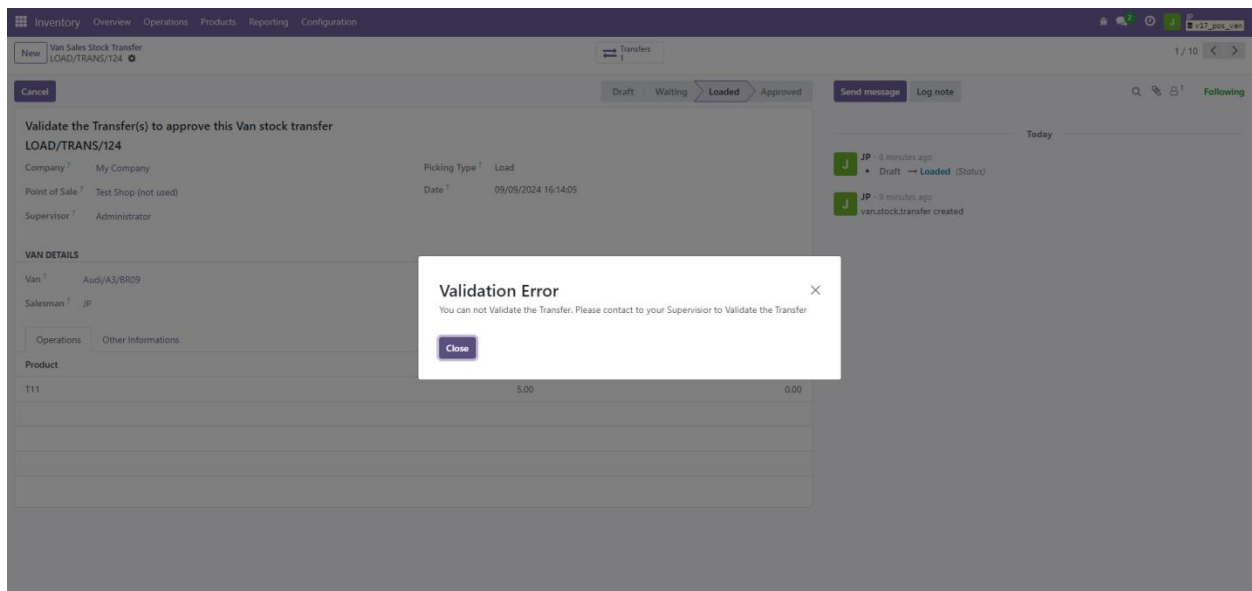 Inventory Overview Operations Products Reporting Configuration
2
J JP
v17_pos_van
New Van Sales Stock Transfer
LOAD/TRANS/124
Transfers
1
1 / 10
Cancel
Draft Waiting Loaded Approved
Send message Log note
1 Following
Validate the Transfer(s) to approve this Van stock transfer
LOAD/TRANS/124
Company ? My Company
Picking Type ? Load
Point of Sale ? Test Shop (not used)
Date ? 09/09/2024 16:14:05
Supervisor ? Administrator
VAN DETAILS
Van ? Audi/A3/BR09
Salesman ? JP
Operations Other Informations
Product
T11 5.00 0.00
Today
J JP - 8 minutes ago
• Draft → Loaded (Status)
J JP - 9 minutes ago
van.stock.transfer created
Validation Error
You can not Validate the Transfer. Please contact to your Supervisior to Validate the Transfer
Close